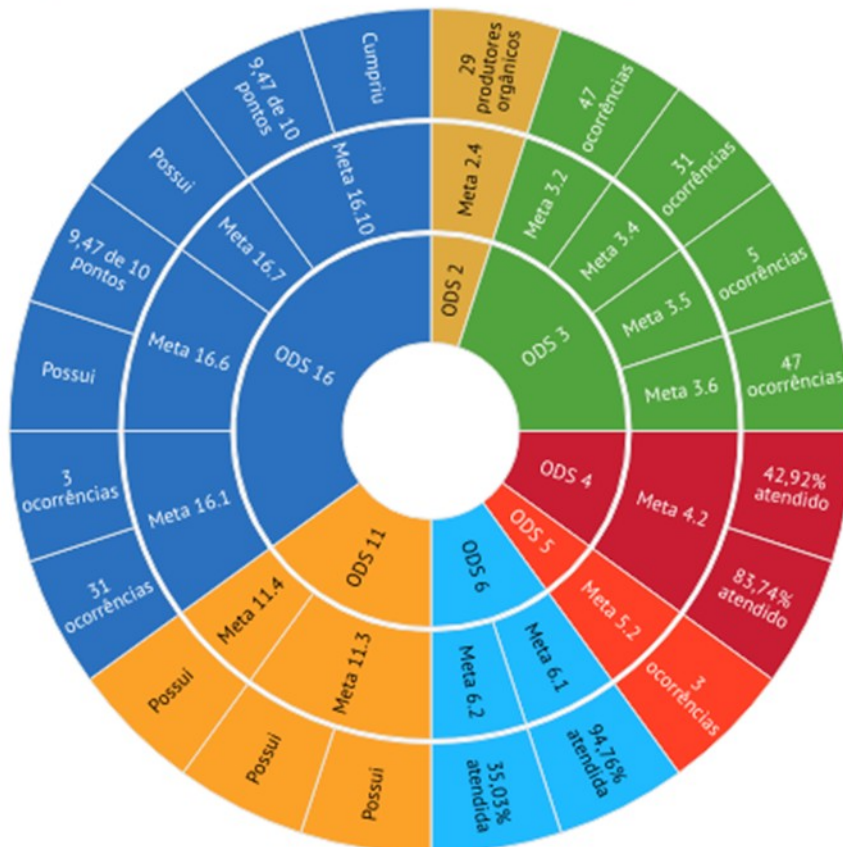 ODS 2
Meta 2.4
29
produtores
orgânicos
ODS 3
Meta 3.2
47
ocorrências
Meta 3.4
31
ocorrências
Meta 3.5
5
ocorrências
Meta 3.6
47
ocorrências
ODS 4
Meta 4.2
42,92%
atendido
83,74%
atendido
ODS 5
Meta 5.2
3
ocorrências
ODS 6
Meta 6.1
94,76%
atendida
Meta 6.2
35,03%
atendida
ODS 11
Meta 11.3
Possui
Possui
Meta 11.4
Possui
ODS 16
Meta 16.1
31
ocorrências
3
ocorrências
Meta 16.6
Possui
9,47 de 10
pontos
Meta 16.7
Possui
Meta 16.10
9,47 de 10
pontos
Cumpriu